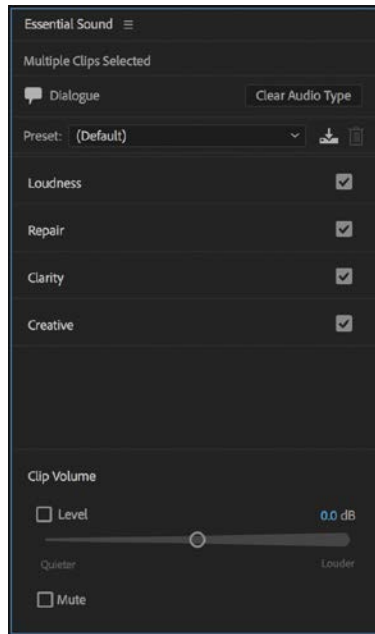 Essential Sound
Multiple Clips Selected
Dialogue Clear Audio Type
Preset: (Default)
Loudness
Repair
Clarity
Creative
Clip Volume
Level 0.0 dB
Quieter Louder
Mute